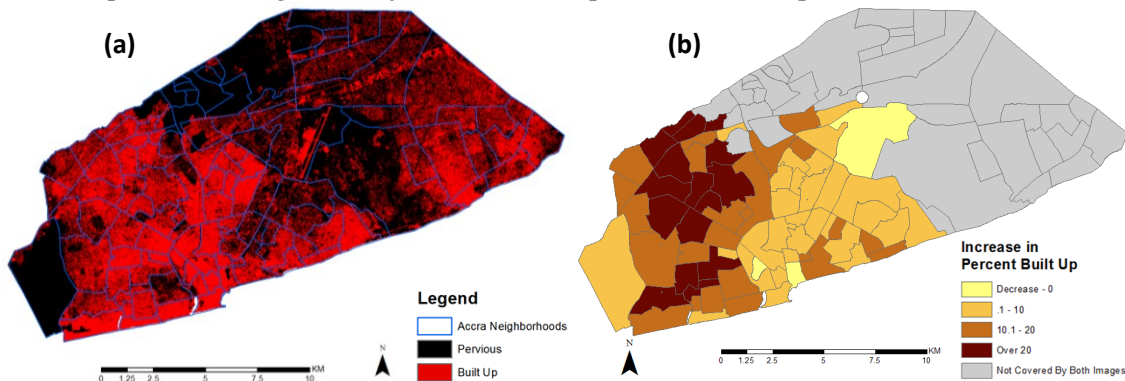 (a)
Legend
Accra Neighborhoods
Pervious
Built Up
N
0 1.25 2.5 5 7.5 10
KM
(b)
Increase in
Percent Built Up
Decrease - 0
.1 - 10
10.1 - 20
Over 20
Not Covered By Both Images
N
0 1.25 2.5 5 7.5 10
KM